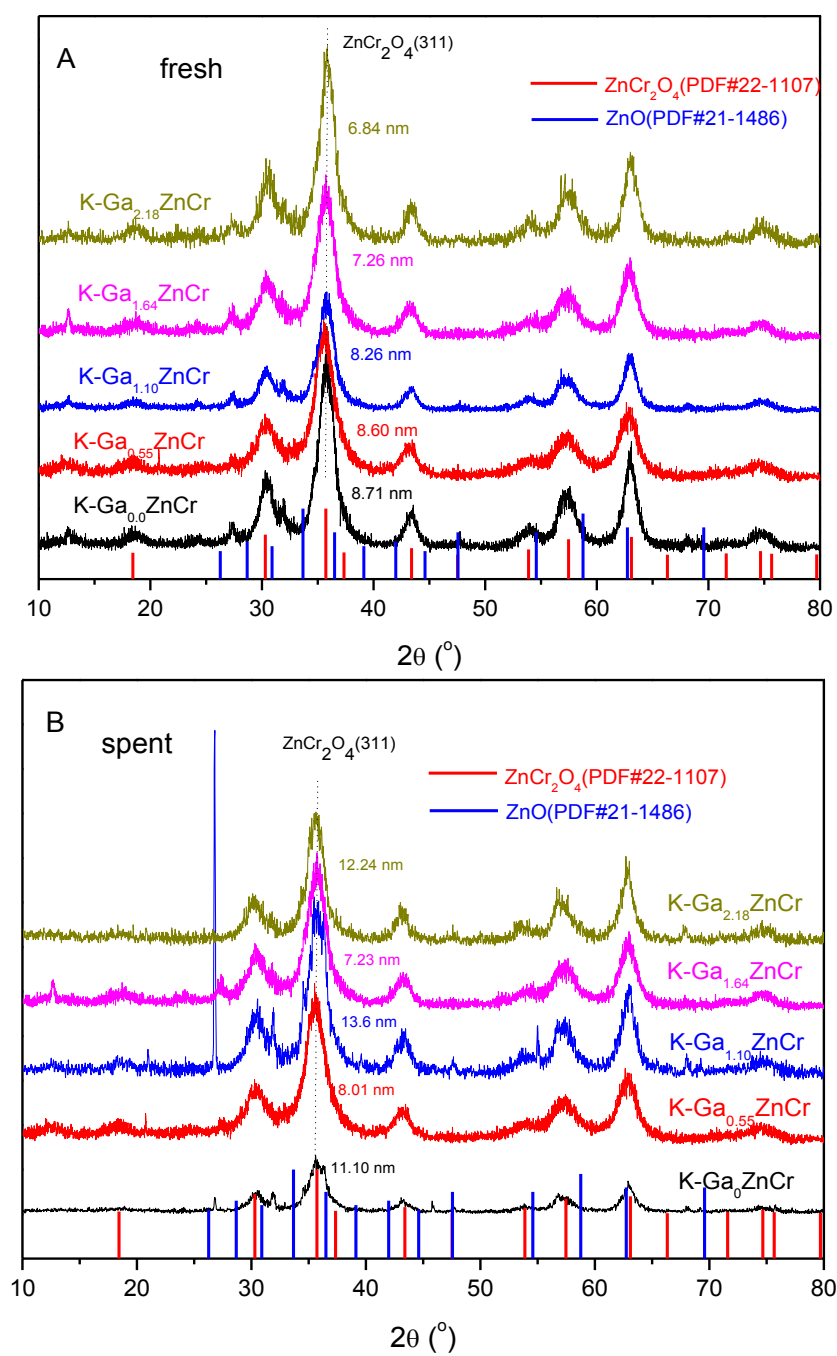 A
fresh
ZnCr2O4(311)
ZnCr2O4(PDF#22-1107)
ZnO(PDF#21-1486)
6.84 nm
K-Ga2.18ZnCr
7.26 nm
K-Ga1.64ZnCr
8.26 nm
K-Ga1.10ZnCr
8.60 nm
K-Ga0.55ZnCr
8.71 nm
K-Ga0.0ZnCr
10 20 30 40 50 60 70 80
2θ (o)
B
spent
ZnCr2O4(311)
ZnCr2O4(PDF#22-1107)
ZnO(PDF#21-1486)
12.24 nm
K-Ga2.18ZnCr
7.23 nm
K-Ga1.64ZnCr
13.6 nm
K-Ga1.10ZnCr
8.01 nm
K-Ga0.55ZnCr
11.10 nm
K-Ga0ZnCr
10 20 30 40 50 60 70 80
2θ (o)